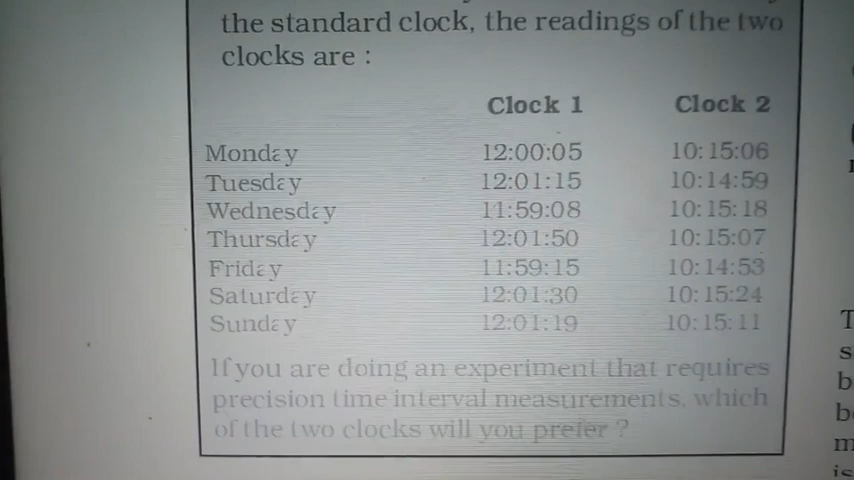 the standard clock, the readings of the two
clocks are :
Clock 1 Clock 2
Monday 12:00:05 10:15:06
Tuesday 12:01:15 10:14:59
Wednesday 11:59:08 10:15:18
Thursday 12:01:50 10:15:07
Friday 11:59:15 10:14:53
Saturday 12:01:30 10:15:24
Sunday 12:01:19 10:15:11
If you are doing an experiment that requires
precision time interval measurements, which
of the two clocks will you prefer ?